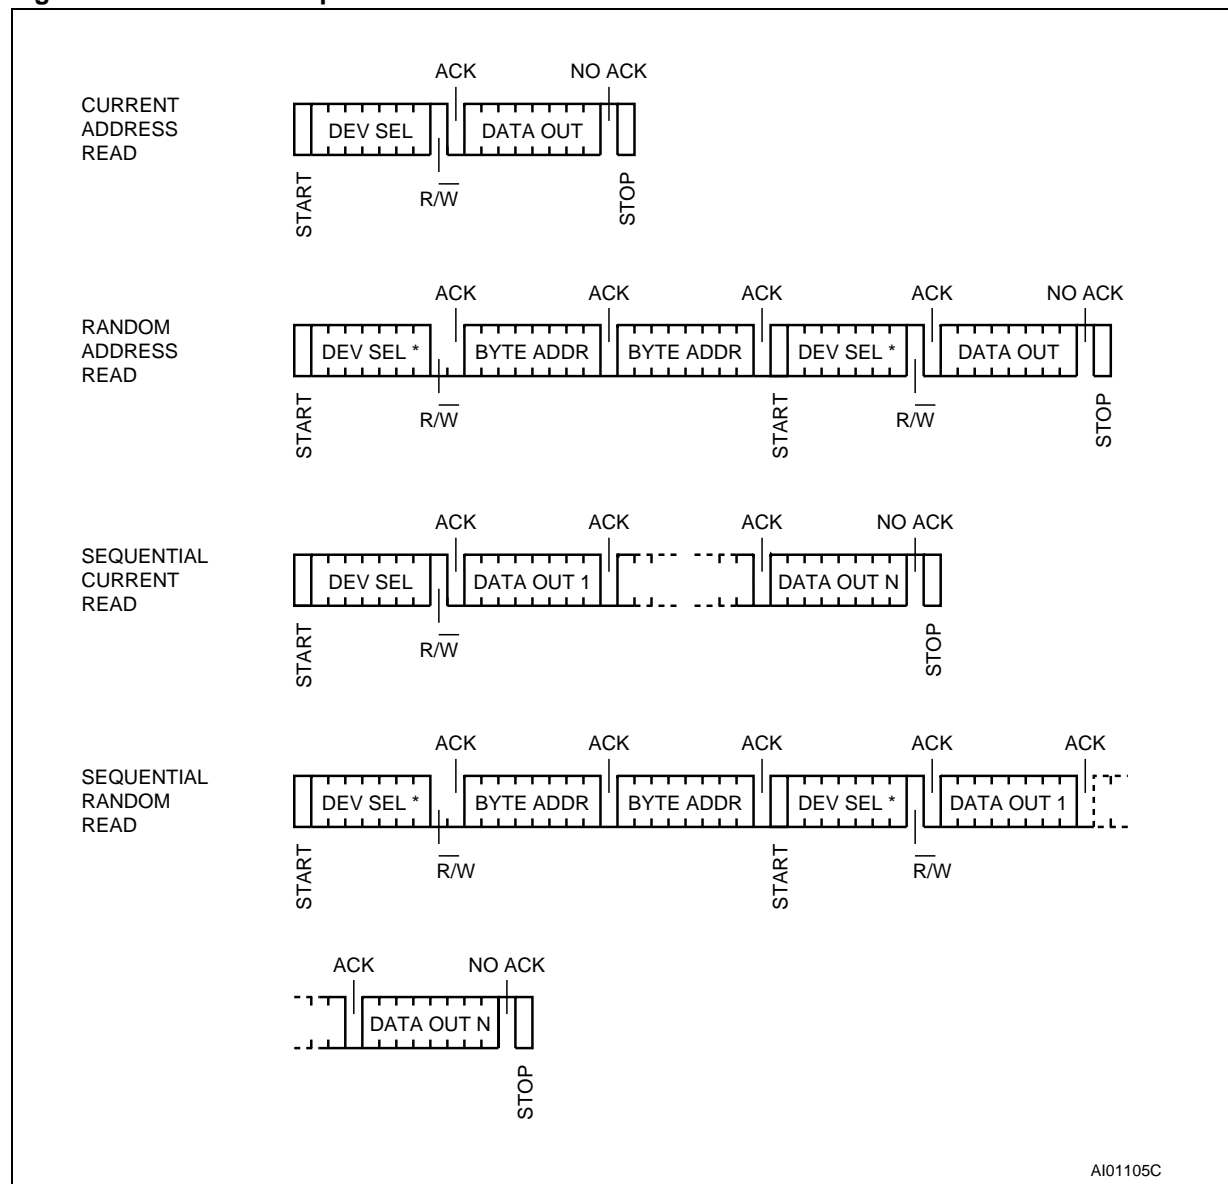 ACK NO ACK
CURRENT
ADDRESS
READ
DEV SEL DATA OUT
START
R/W̅
STOP
ACK ACK ACK ACK NO ACK
RANDOM
ADDRESS
READ
DEV SEL * BYTE ADDR BYTE ADDR DEV SEL * DATA OUT
START
R/W̅
START
R/W̅
STOP
ACK ACK ACK NO ACK
SEQUENTIAL
CURRENT
READ
DEV SEL DATA OUT 1 DATA OUT N
START
R/W̅
STOP
ACK ACK ACK ACK ACK
SEQUENTIAL
RANDOM
READ
DEV SEL * BYTE ADDR BYTE ADDR DEV SEL * DATA OUT 1
START
R̅/W
START
R̅/W
ACK NO ACK
DATA OUT N
STOP
AI01105C